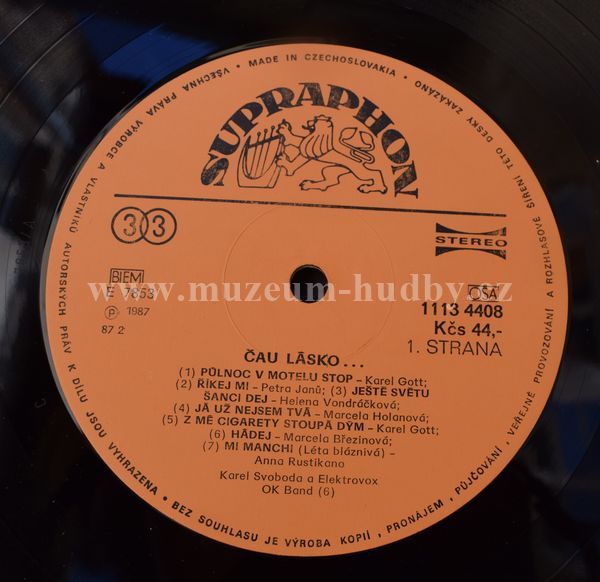 VŠECHNA PRÁVA VÝROBCE A VLASTNÍKŮ AUTORSKÝCH PRÁV K DÍLU JSOU VYHRAZENA • BEZ SOUHLASU JE VÝROBA KOPIÍ, PRONÁJEM, PŮJČOVÁNÍ, VEŘEJNÉ PROVOZOVÁNÍ A ROZHLASOVÉ ŠÍŘENÍ TÉTO DESKY ZAKÁZÁNO • MADE IN CZECHOSLOVAKIA •
SUPRAPHON
33
STEREO
BIEM
OSA
www.muzeum-hudby.cz
E 7853
℗ 1987
87 2
1113 4408
Kčs 44,-
1. STRANA
ČAU LÁSKO...
(1) PŮLNOC V MOTELU STOP – Karel Gott;
(2) ŘÍKEJ MI – Petra Janů; (3) JEŠTĚ SVĚTU
ŠANCI DEJ – Helena Vondráčková;
(4) JÁ UŽ NEJSEM TVÁ – Marcela Holanová;
(5) Z MÉ CIGARETY STOUPÁ DÝM – Karel Gott;
(6) HÁDEJ – Marcela Březinová;
(7) MI MANCHI (Léta bláznivá) –
Anna Rustikano
Karel Svoboda a Elektrovox
OK Band (6)